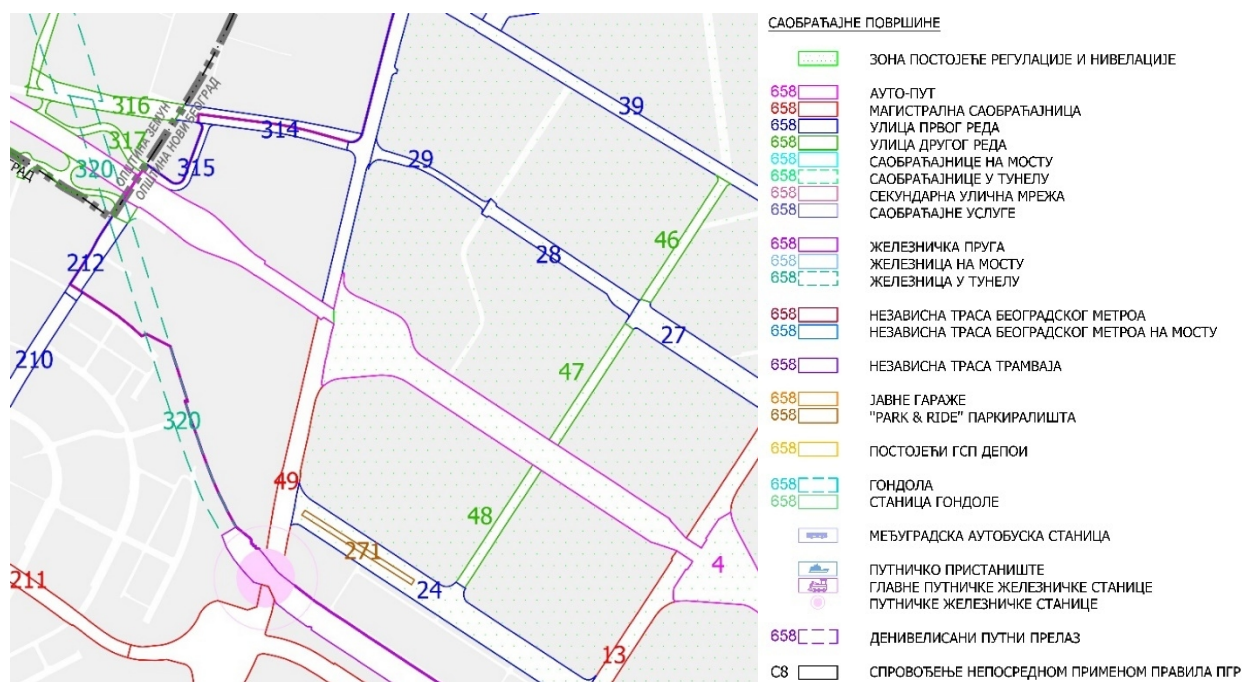 САОБРАЋАЈНЕ ПОВРШИНЕ
ЗОНА ПОСТОЈЕЋЕ РЕГУЛАЦИЈЕ И НИВЕЛАЦИЈЕ
658 АУТО-ПУТ
658 МАГИСТРАЛНА САОБРАЋАЈНИЦА
658 УЛИЦА ПРВОГ РЕДА
658 УЛИЦА ДРУГОГ РЕДА
658 САОБРАЋАЈНИЦЕ НА МОСТУ
658 САОБРАЋАЈНИЦЕ У ТУНЕЛУ
658 СЕКУНДАРНА УЛИЧНА МРЕЖА
658 САОБРАЋАЈНЕ УСЛУГЕ
658 ЖЕЛЕЗНИЧКА ПРУГА
658 ЖЕЛЕЗНИЦА НА МОСТУ
658 ЖЕЛЕЗНИЦА У ТУНЕЛУ
658 НЕЗАВИСНА ТРАСА БЕОГРАДСКОГ МЕТРОА
658 НЕЗАВИСНА ТРАСА БЕОГРАДСКОГ МЕТРОА НА МОСТУ
658 НЕЗАВИСНА ТРАСА ТРАМВАЈА
658 ЈАВНЕ ГАРАЖЕ
658 "PARK & RIDE" ПАРКИРАЛИШТА
658 ПОСТОЈЕЋИ ГСП ДЕПОИ
658 ГОНДОЛА
658 СТАНИЦА ГОНДОЛЕ
МЕЂУГРАДСКА АУТОБУСКА СТАНИЦА
ПУТНИЧКО ПРИСТАНИШТЕ
ГЛАВНЕ ПУТНИЧКЕ ЖЕЛЕЗНИЧКЕ СТАНИЦЕ
ПУТНИЧКЕ ЖЕЛЕЗНИЧКЕ СТАНИЦЕ
658 ДЕНИВЕЛИСАНИ ПУТНИ ПРЕЛАЗ
С8 СПРОВОЂЕЊЕ НЕПОСРЕДНОМ ПРИМЕНОМ ПРАВИЛА ПГР
316
39
314
317
ОПШТИНА ЗЕМУН
ОПШТИНА НОВИ БЕОГРАД
320
315
29
РАД
46
28
212
27
210
47
320
49
48
271
4
211
24
13